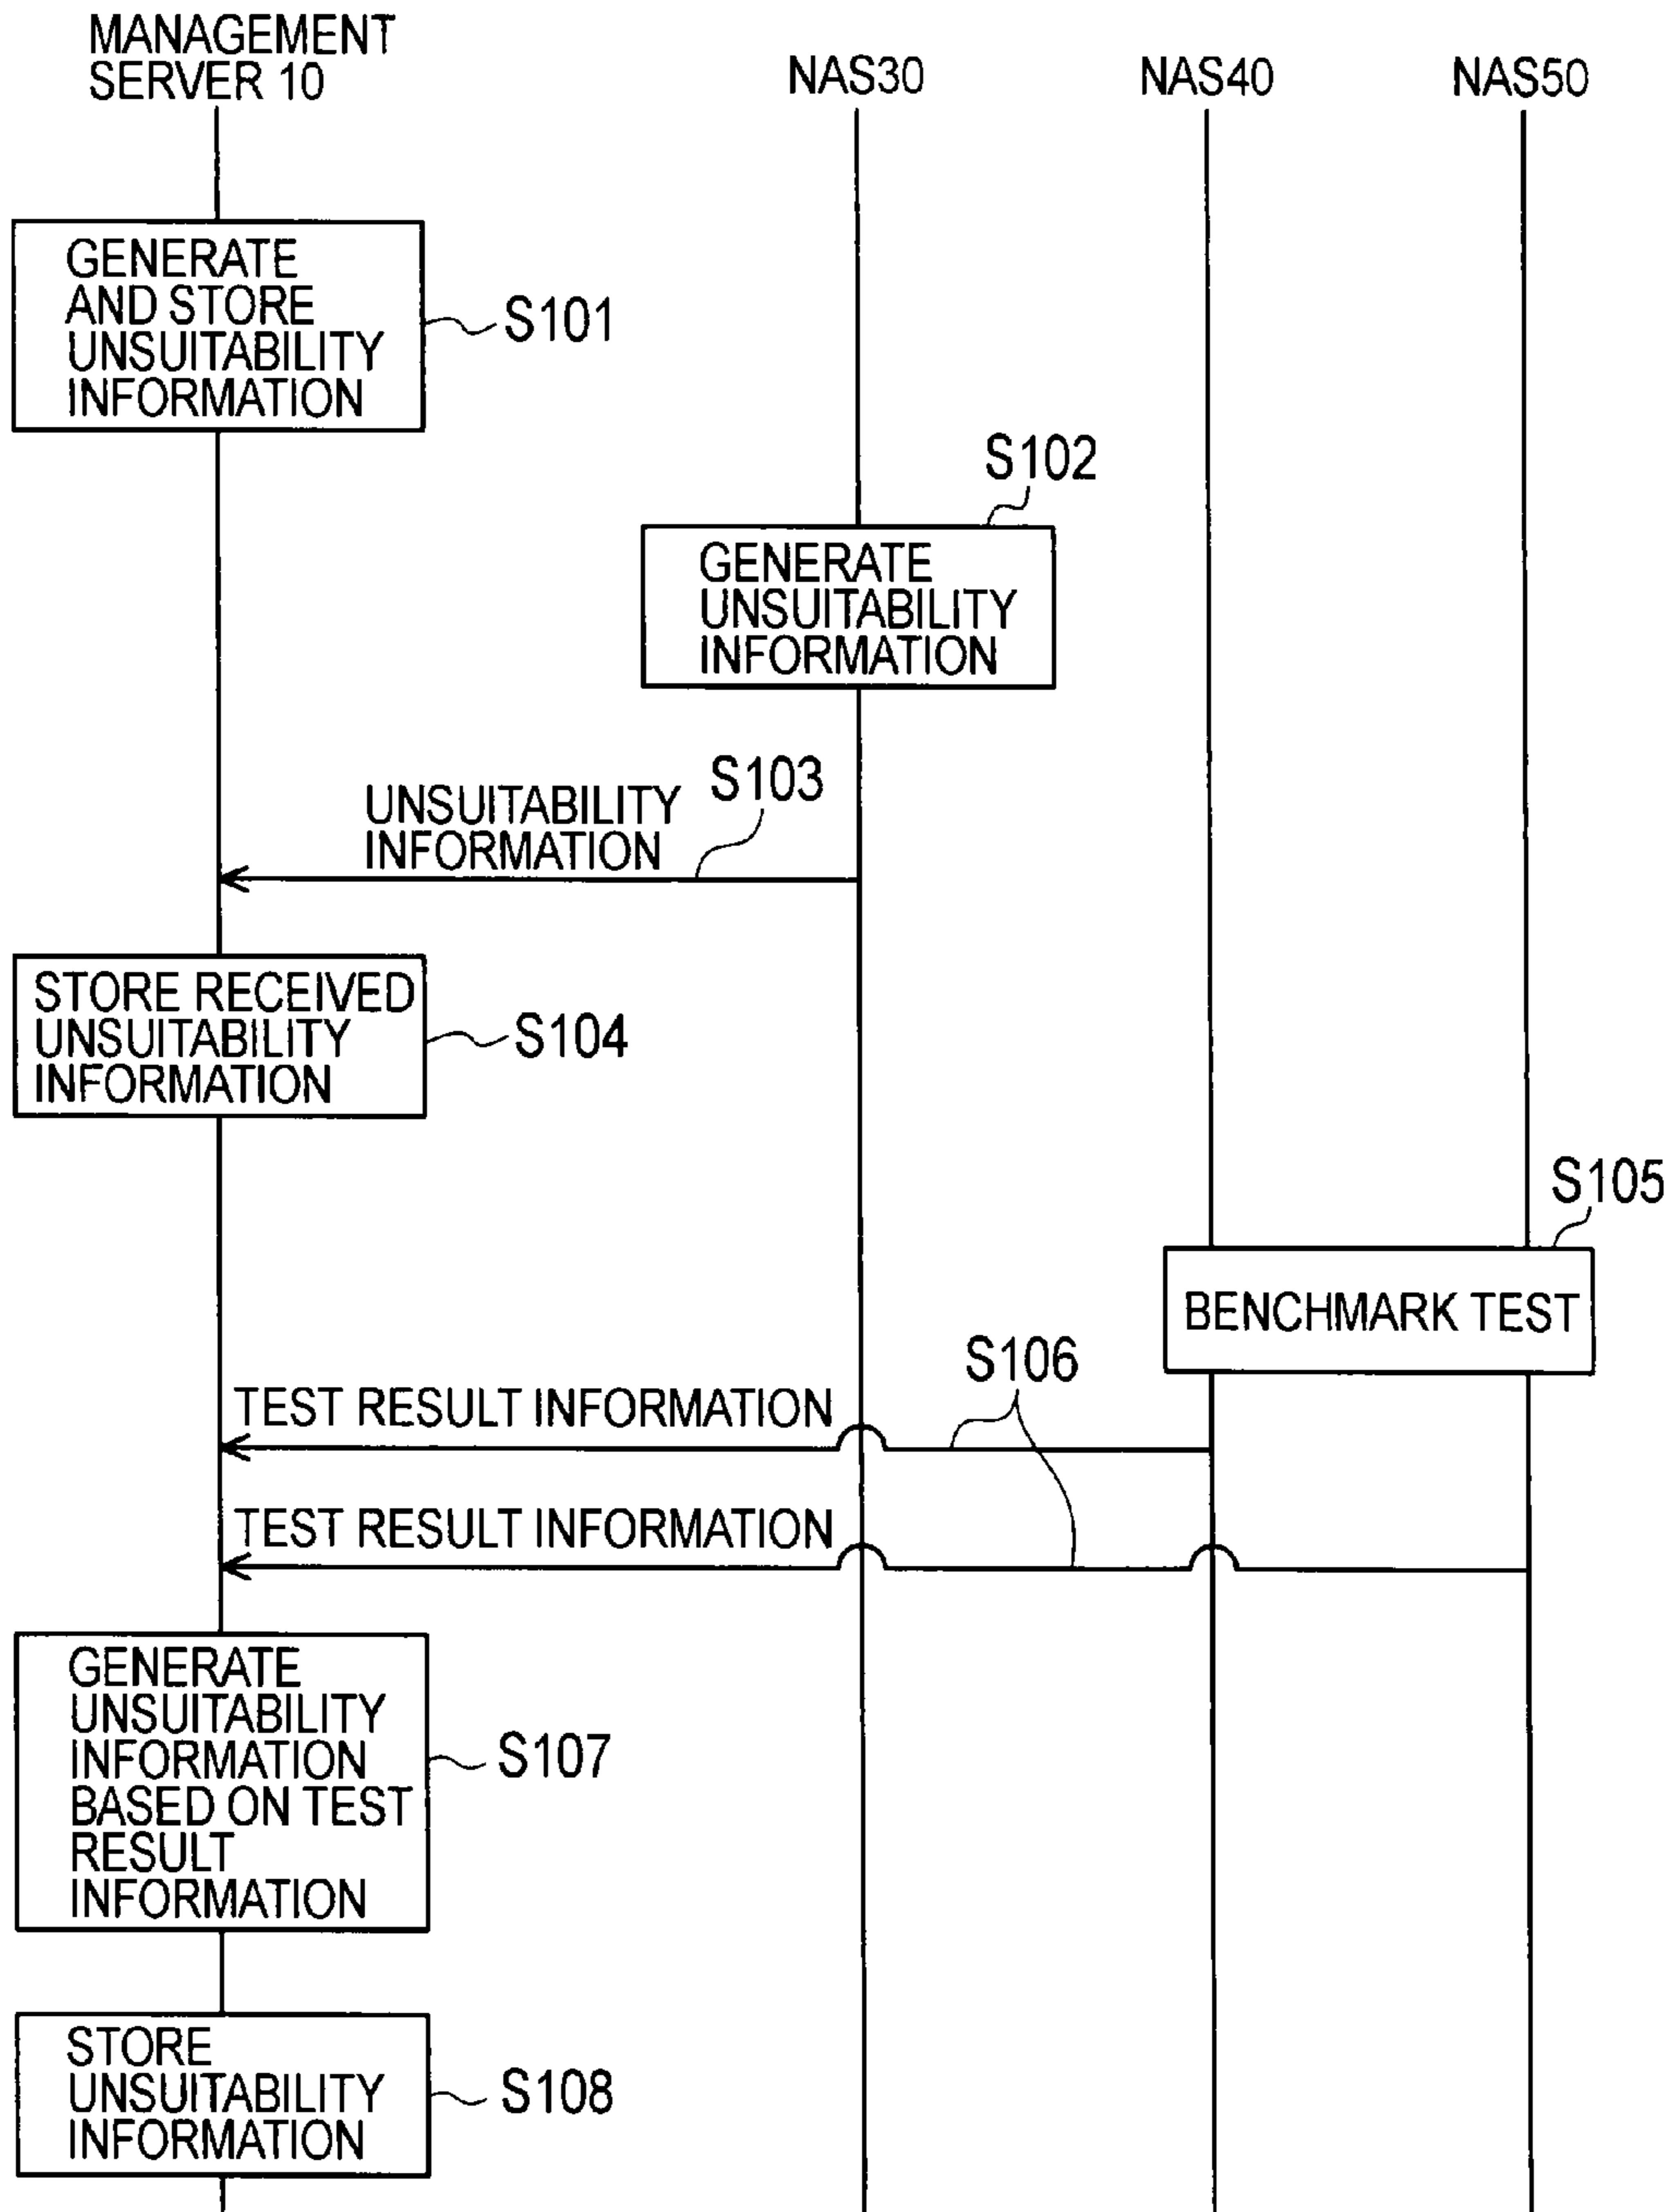 MANAGEMENT
SERVER 10
NAS30
NAS40
NAS50
GENERATE
AND STORE
UNSUITABILITY
INFORMATION
S101
S102
GENERATE
UNSUITABILITY
INFORMATION
S103
UNSUITABILITY
INFORMATION
STORE RECEIVED
UNSUITABILITY
INFORMATION
S104
S105
BENCHMARK TEST
S106
TEST RESULT INFORMATION
TEST RESULT INFORMATION
GENERATE
UNSUITABILITY
INFORMATION
BASED ON TEST
RESULT
INFORMATION
S107
STORE
UNSUITABILITY
INFORMATION
S108